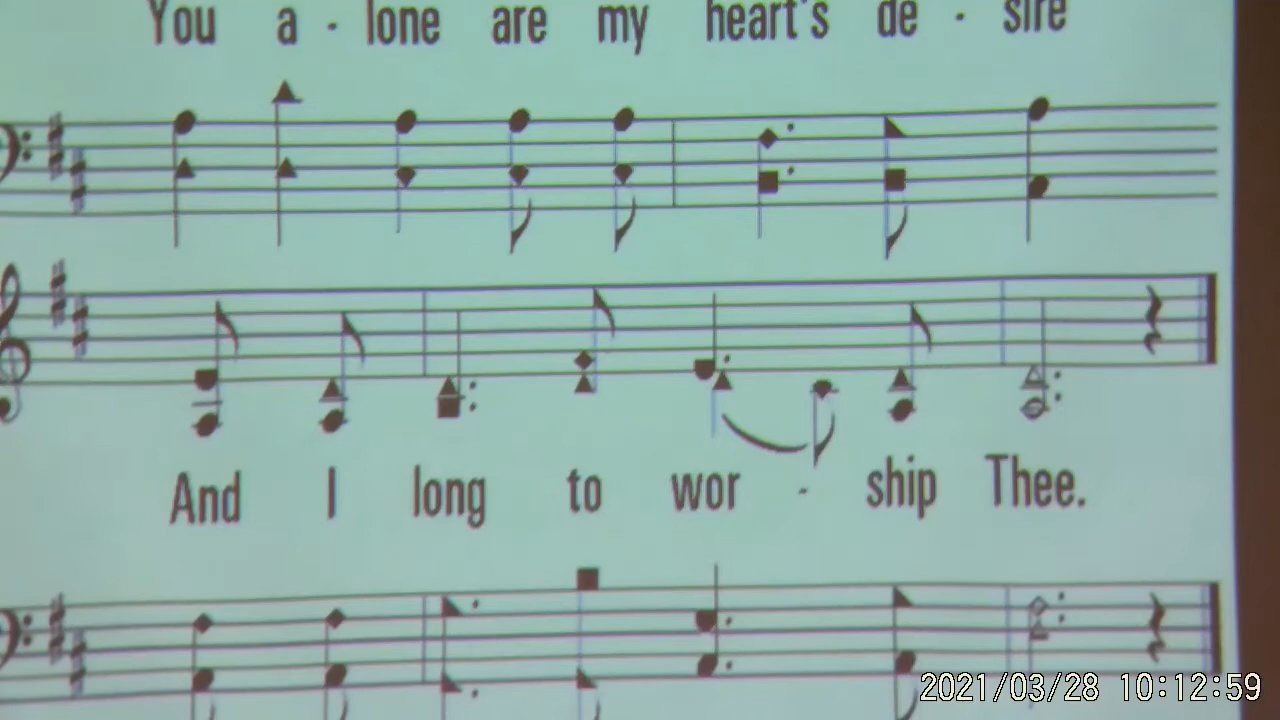 You a - lone are my heart's de - sire
And I long to wor - ship Thee.
2021/03/28 10:12:59